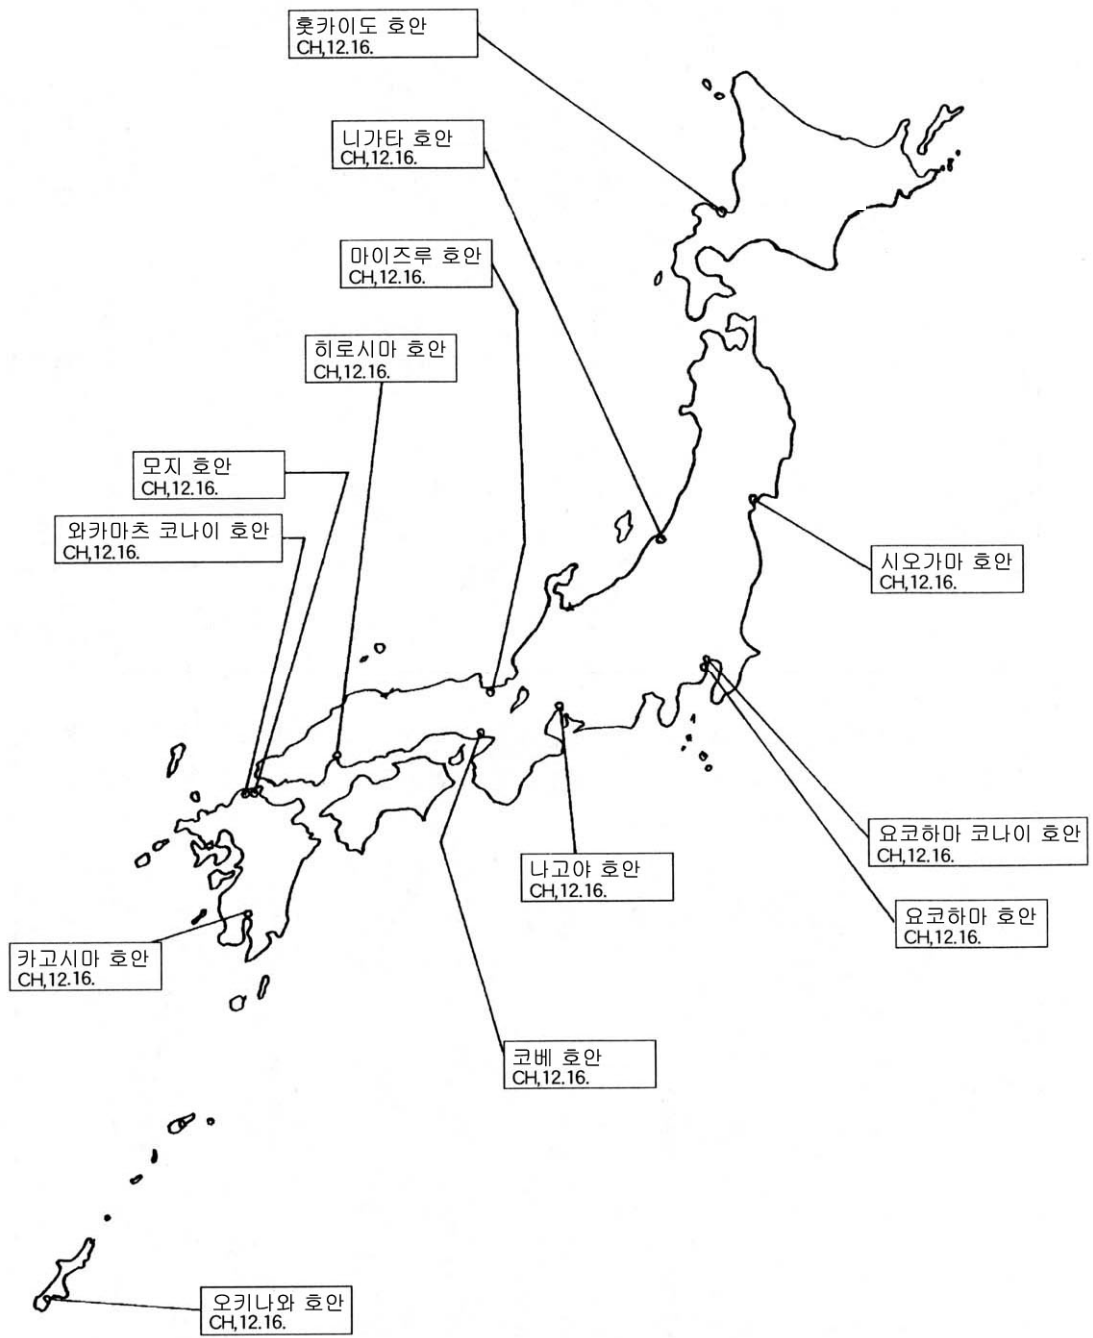 홋카이도 호안
CH,12.16.
니가타 호안
CH,12.16.
마이즈루 호안
CH,12.16.
히로시마 호안
CH,12.16.
모지 호안
CH,12.16.
와카마츠 코나이 호안
CH,12.16.
시오가마 호안
CH,12.16.
요코하마 코나이 호안
CH,12.16.
나고야 호안
CH,12.16.
요코하마 호안
CH,12.16.
카고시마 호안
CH,12.16.
코베 호안
CH,12.16.
오키나와 호안
CH,12.16.